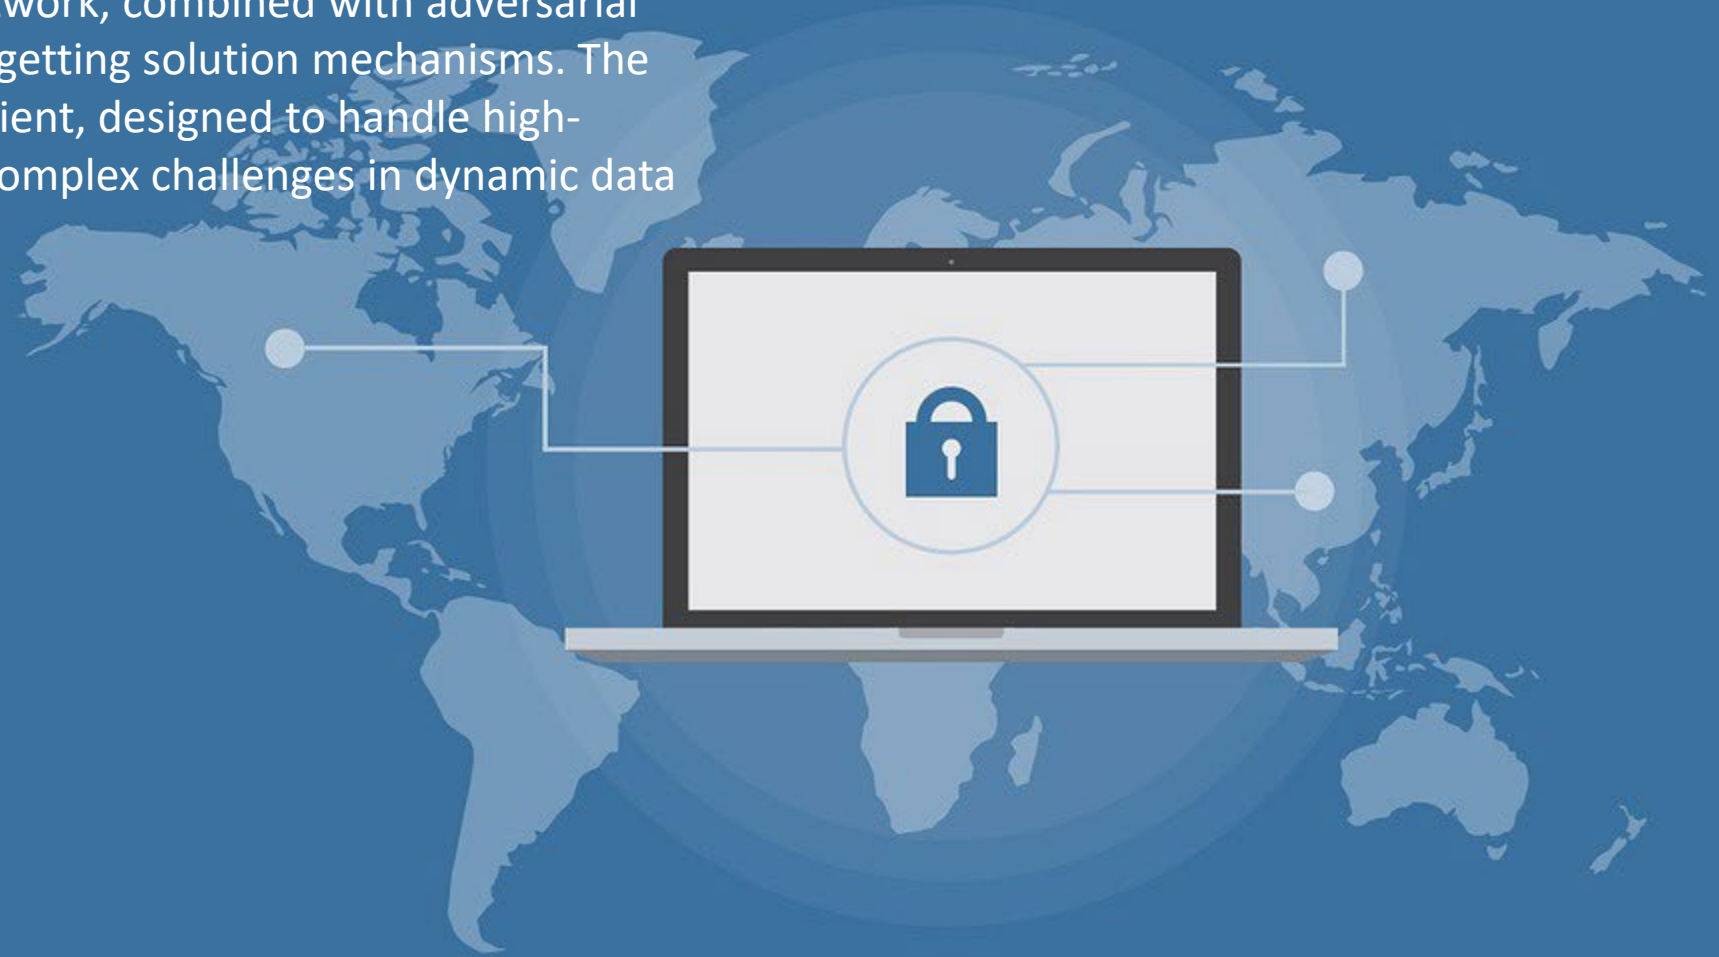 work, combined with adversarial
getting solution mechanisms. The
ient, designed to handle high-
omplex challenges in dynamic data